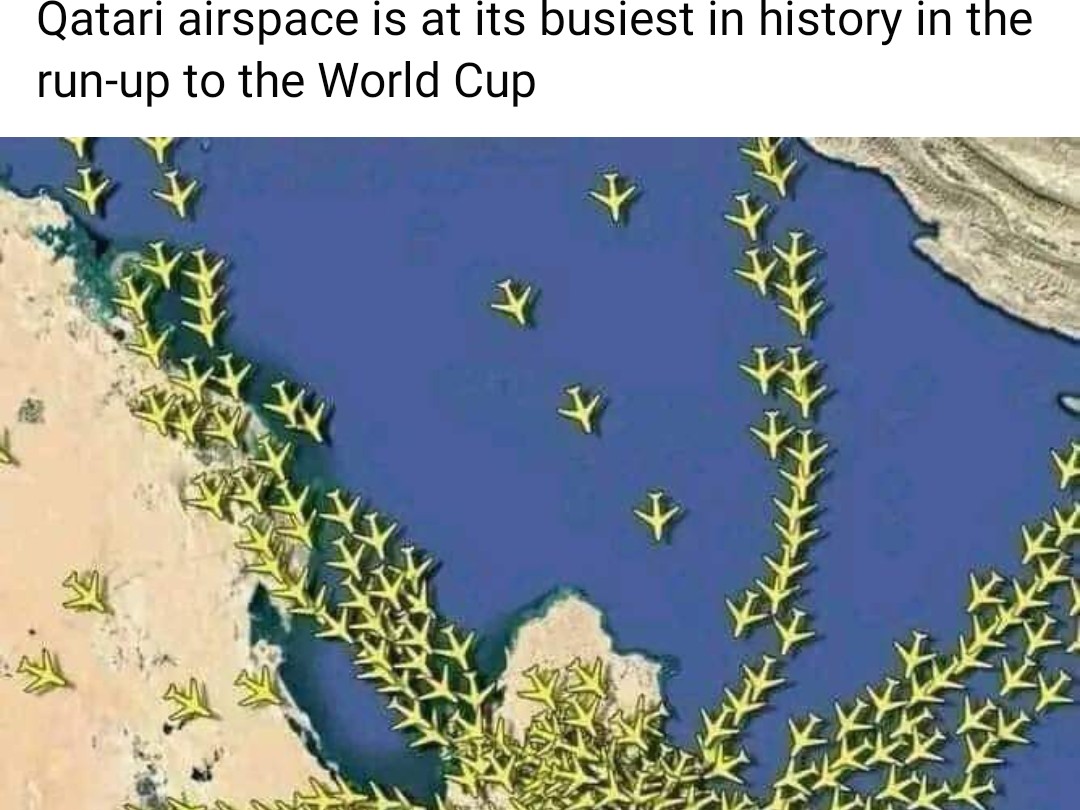 Qatari airspace is at its busiest in history in the
run-up to the World Cup